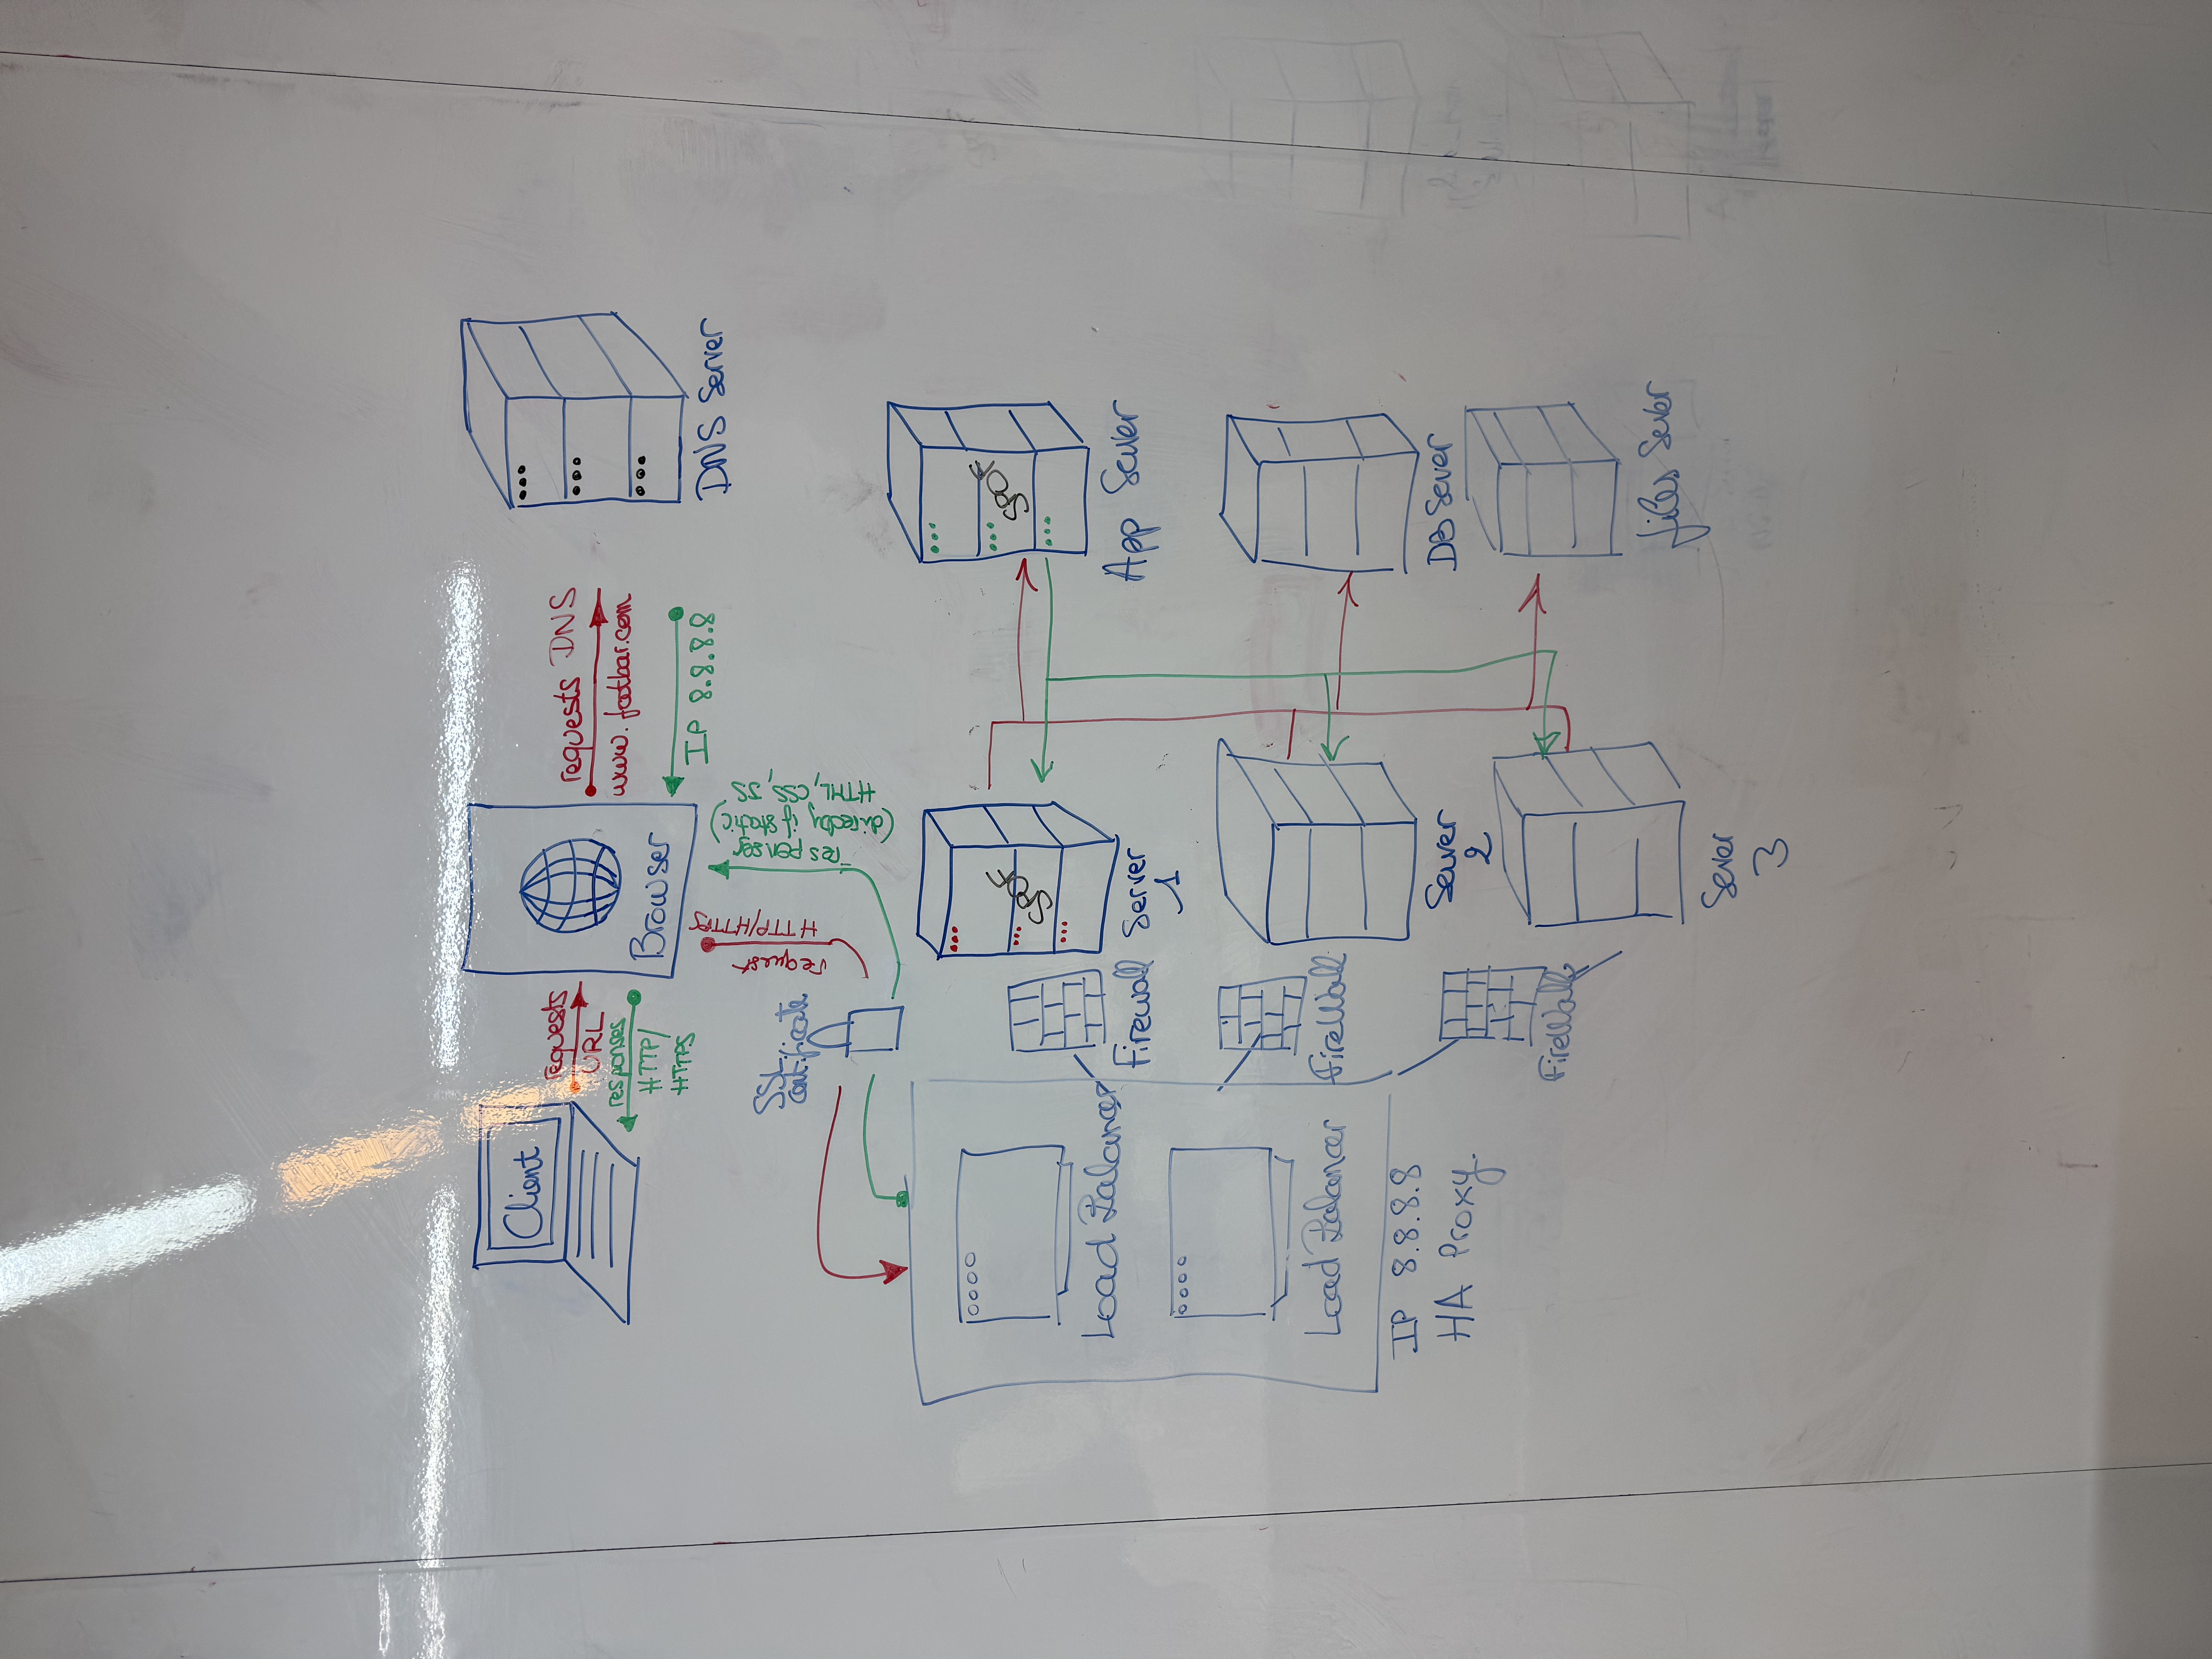 Client
requests
URL
responses
HTTP/
HTTPS
Browser
requests DNS
www.footbar.com
IP 8.8.8.8
DNS Server
request
HTTP/HTTPS
responses
(directly if static)
HTML, CSS, JS
SSL
certificate
Load Balancer
Load Balancer
IP 8.8.8.8
HA Proxy.
Firewall
FireWall
FireWall
SPOF
Server
1
Server
2
Sever
3
SPOF
App Server
DB Sever
files Sever